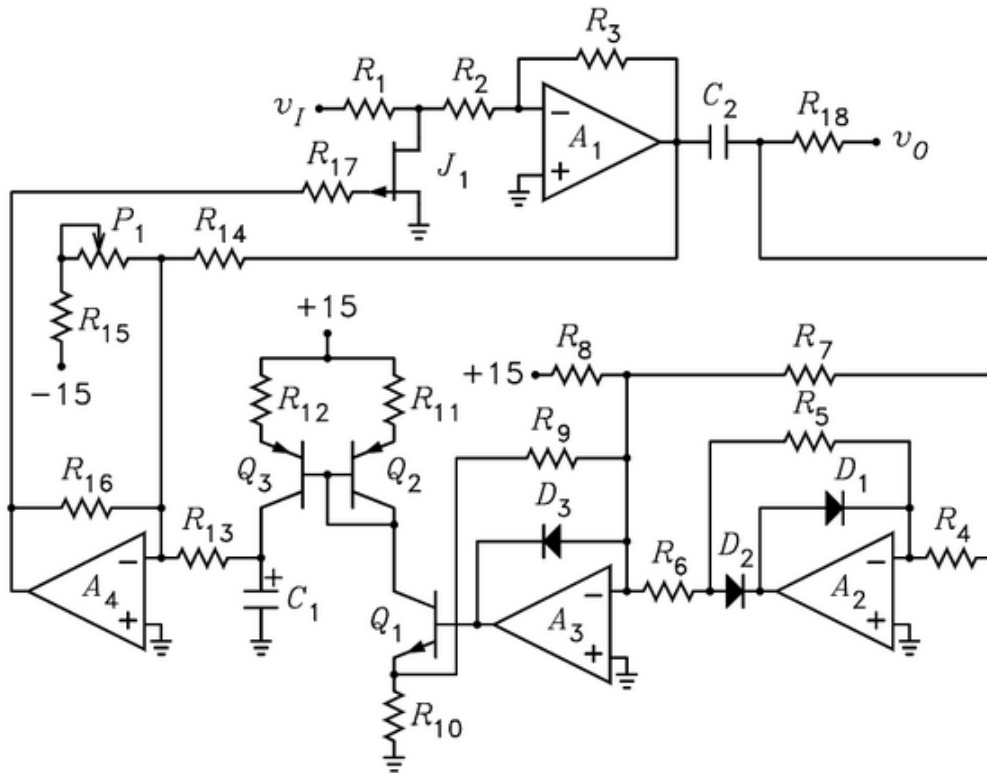 R3
R1 R2 C2 R18
vI − A1 vO
R17 J1 +
P1 R14
R15 +15 R8 R7
−15 +15 R5
R12 R11 R9 D1
R16 Q3 Q2 D3 R4
R13 R6 D2
− + − −
A4 C1 Q1 A3 A2
+ + +
R10